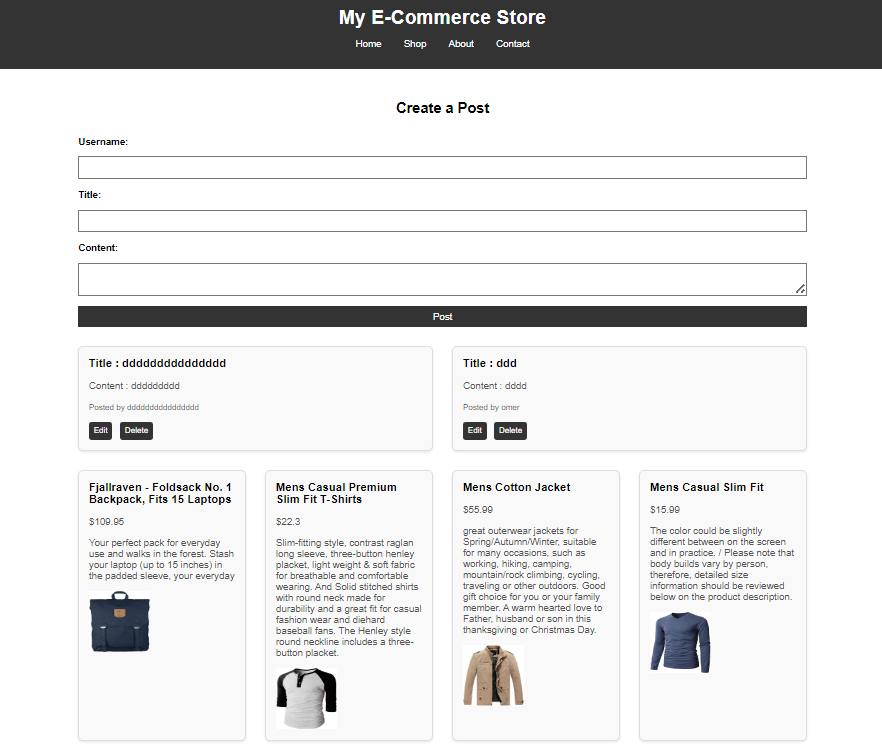 My E-Commerce Store
Home Shop About Contact
Create a Post
Username:
Title:
Content:
Post
Title : ddddddddddddddd
Content : ddddddddd
Posted by dddddddddddddddd
Edit Delete
Title : ddd
Content : dddd
Posted by omer
Edit Delete
Fjallraven - Foldsack No. 1
Backpack, Fits 15 Laptops
$109.95
Your perfect pack for everyday
use and walks in the forest. Stash
your laptop (up to 15 inches) in
the padded sleeve, your everyday
Mens Casual Premium
Slim Fit T-Shirts
$22.3
Slim-fitting style, contrast raglan
long sleeve, three-button henley
placket, light weight & soft fabric
for breathable and comfortable
wearing. And Solid stitched shirts
with round neck made for
durability and a great fit for casual
fashion wear and diehard
baseball fans. The Henley style
round neckline includes a three-
button placket.
Mens Cotton Jacket
$55.99
great outerwear jackets for
Spring/Autumn/Winter, suitable
for many occasions, such as
working, hiking, camping,
mountain/rock climbing, cycling,
traveling or other outdoors. Good
gift choice for you or your family
member. A warm hearted love to
Father, husband or son in this
thanksgiving or Christmas Day.
Mens Casual Slim Fit
$15.99
The color could be slightly
different between on the screen
and in practice. / Please note that
body builds vary by person,
therefore, detailed size
information should be reviewed
below on the product description.